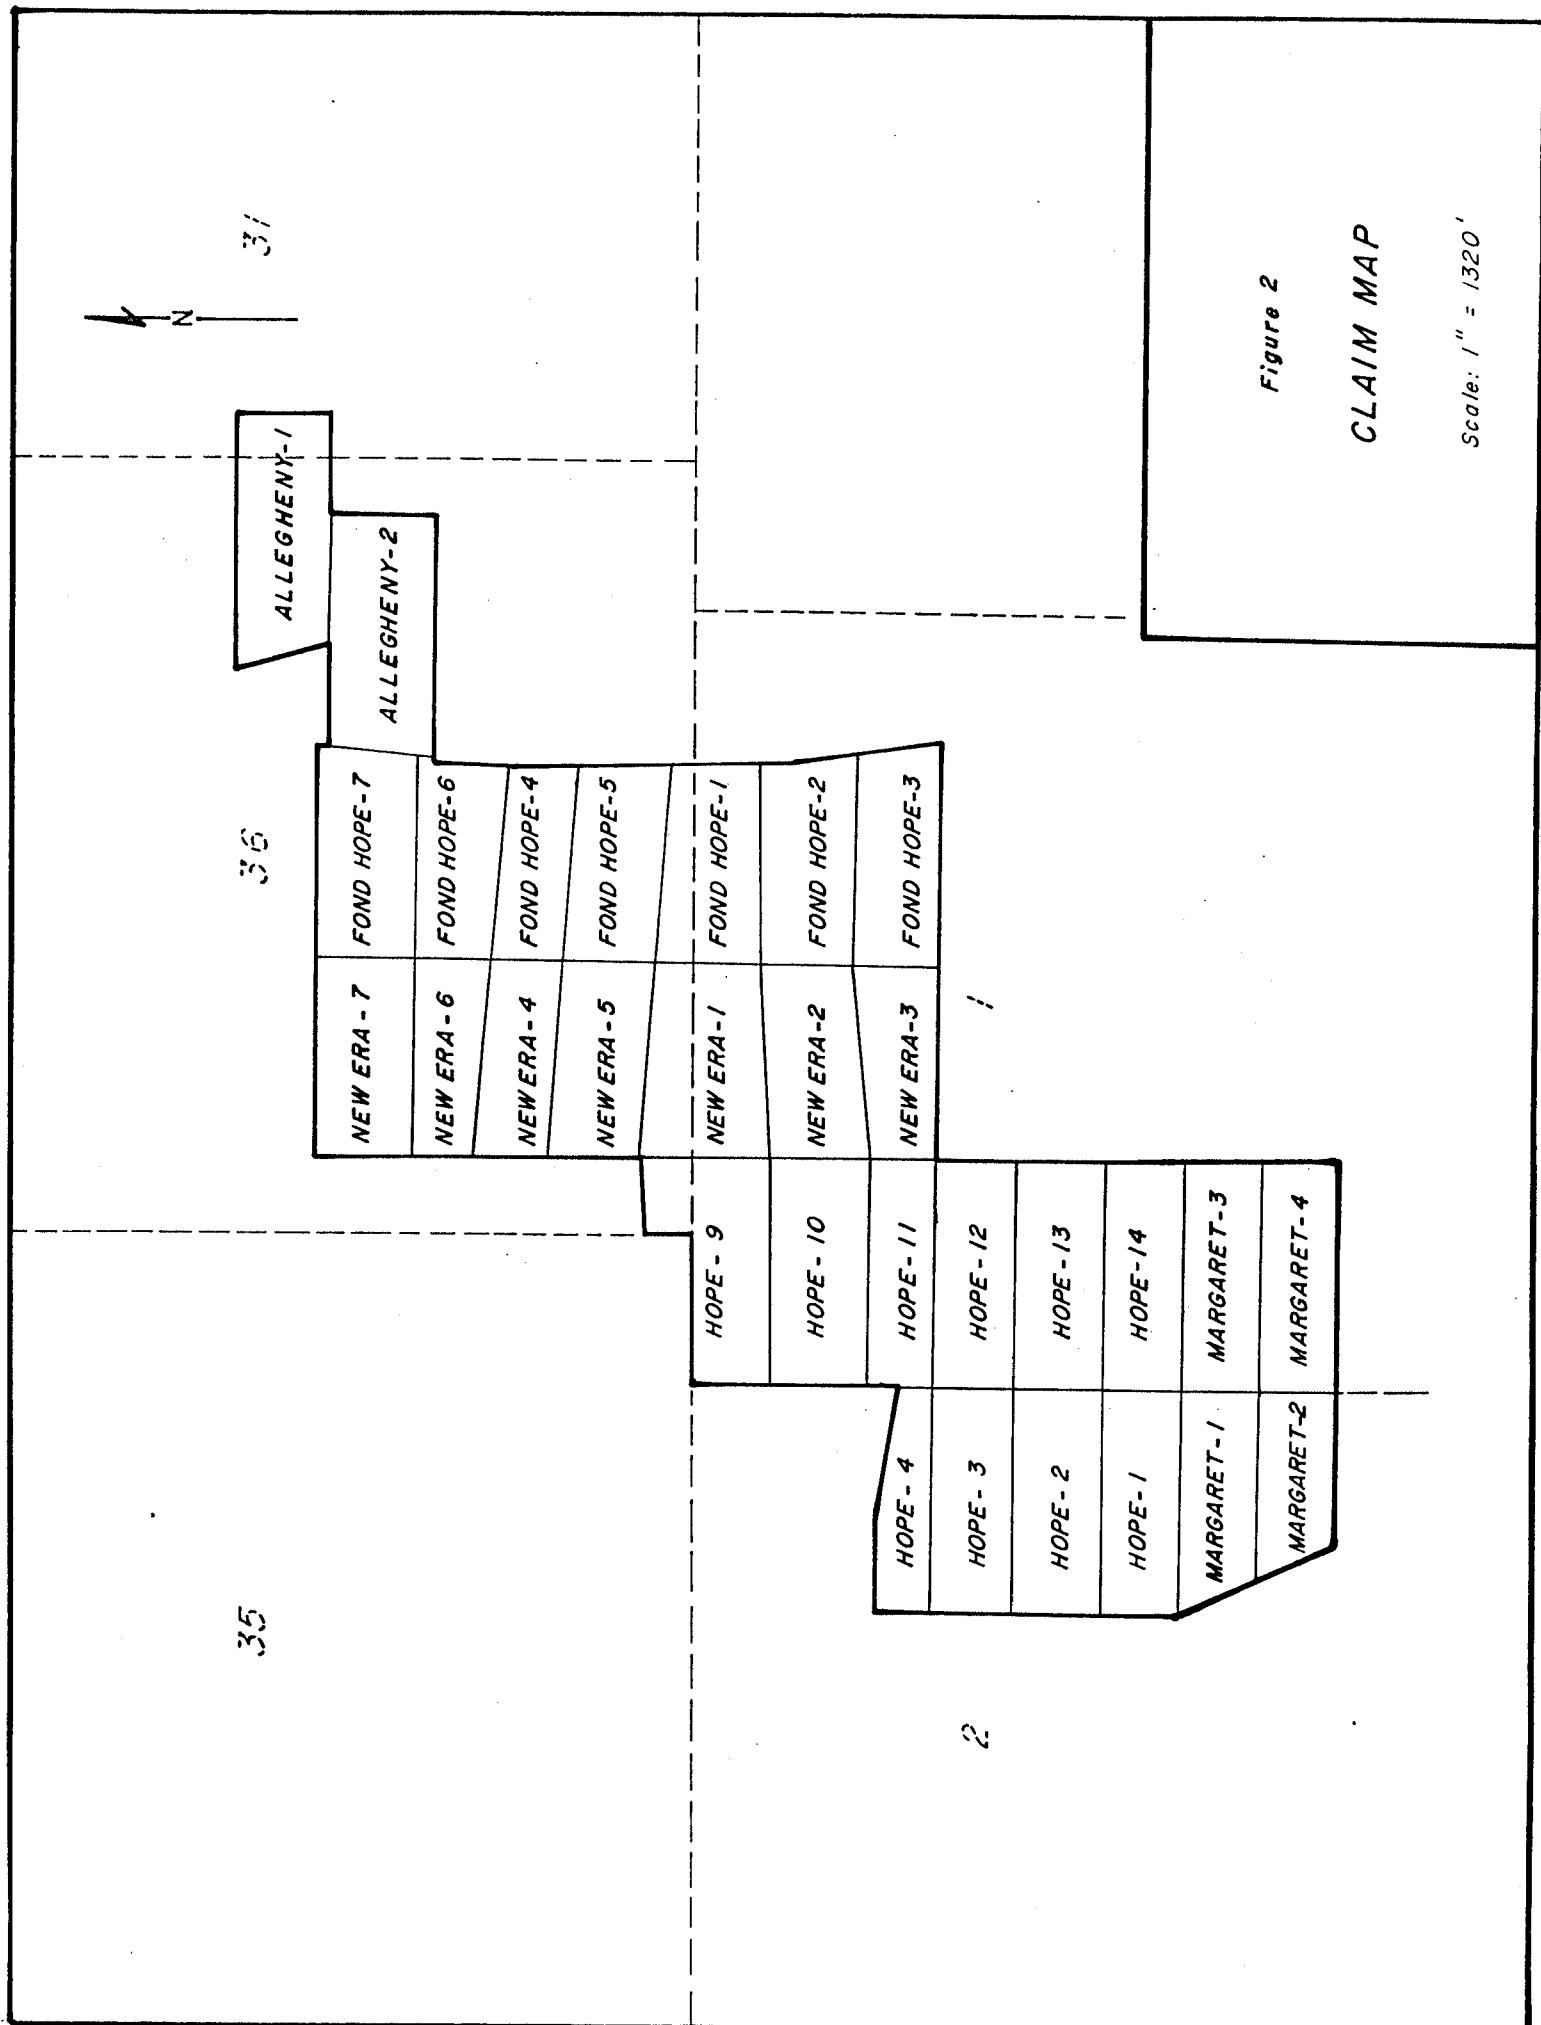 31
N
36
35
ALLEGHENY-1
ALLEGHENY-2
NEW ERA-7
FOND HOPE-7
NEW ERA-6
FOND HOPE-6
NEW ERA-4
FOND HOPE-4
NEW ERA-5
FOND HOPE-5
HOPE-9
NEW ERA-1
FOND HOPE-1
HOPE-10
NEW ERA-2
FOND HOPE-2
HOPE-4
HOPE-11
NEW ERA-3
FOND HOPE-3
HOPE-3
HOPE-12
2
1
HOPE-2
HOPE-13
HOPE-1
HOPE-14
MARGARET-1
MARGARET-3
MARGARET-2
MARGARET-4
Figure 2
CLAIM MAP
Scale: 1" = 1320'